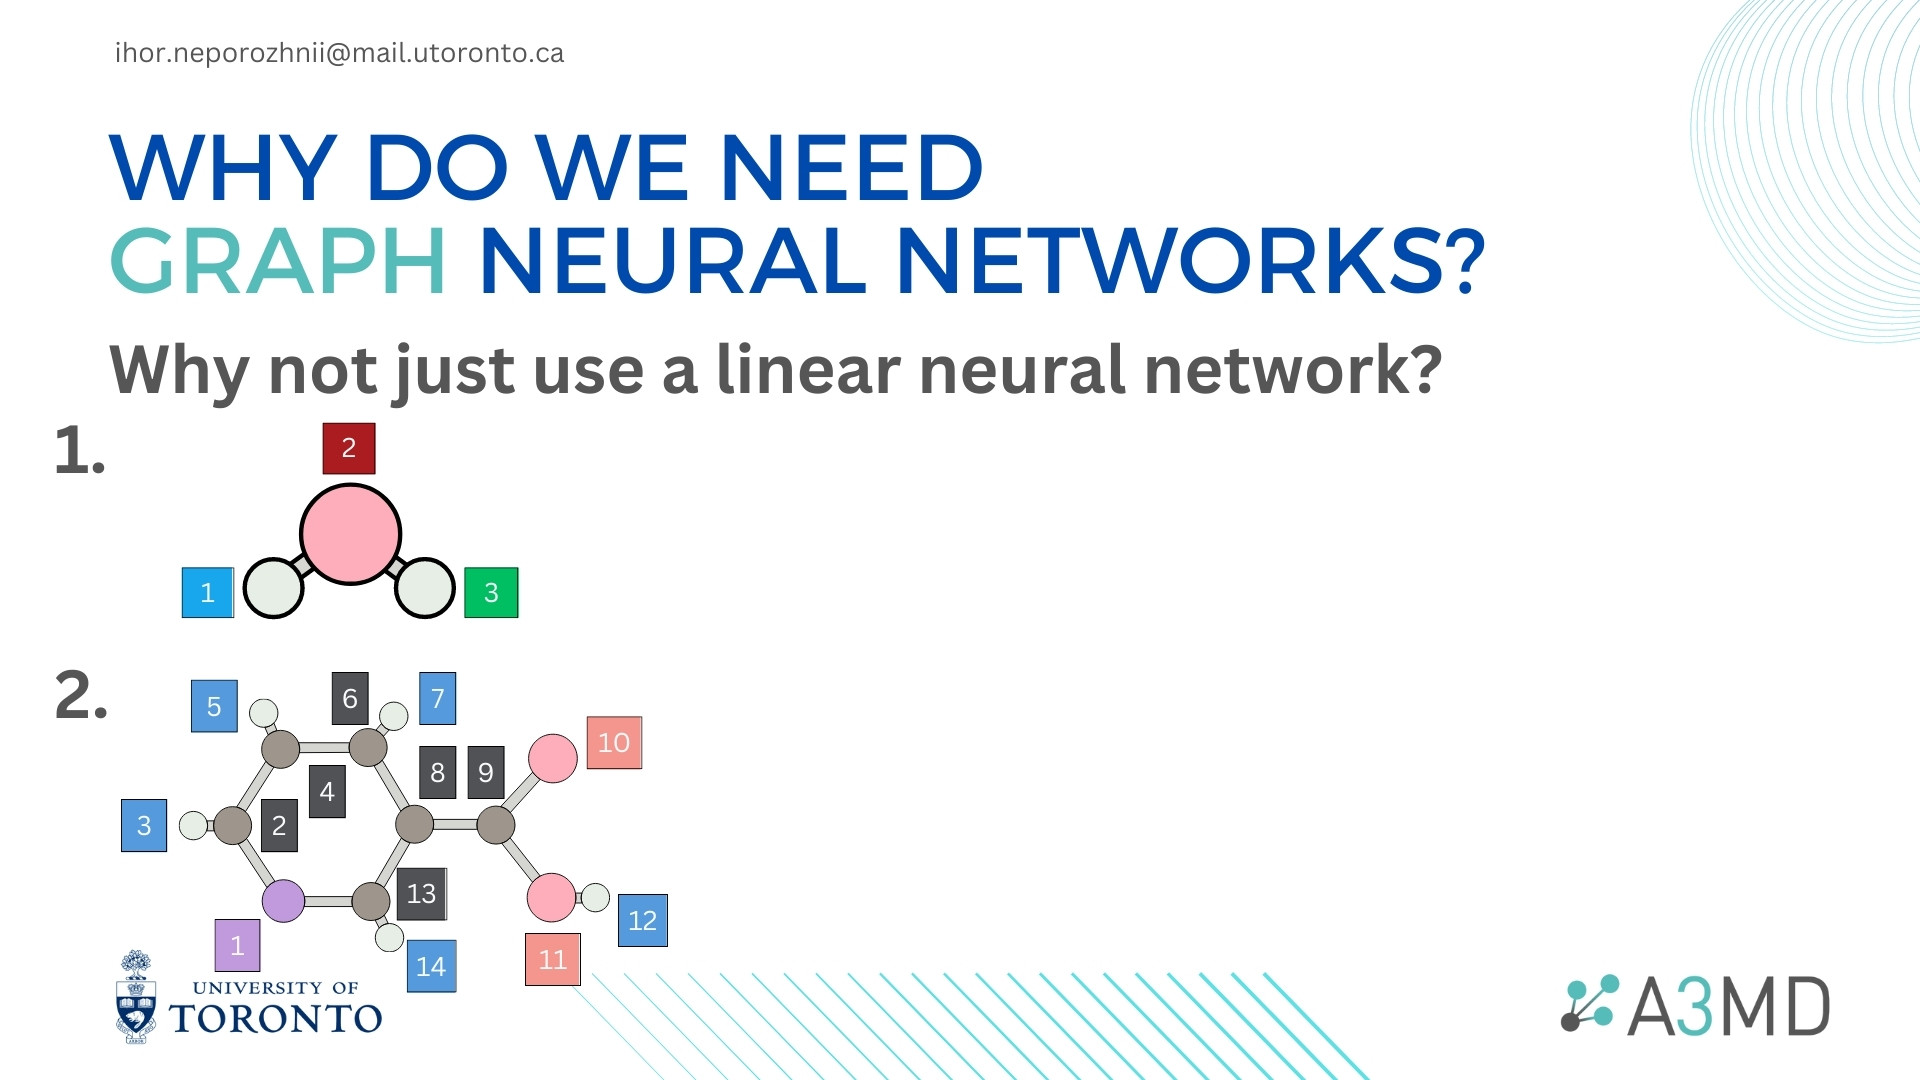 ihor.neporozhnii@mail.utoronto.ca
WHY DO WE NEED
GRAPH NEURAL NETWORKS?
Why not just use a linear neural network?
1.
2
1
3
2.
5
6
7
10
8
9
4
3
2
13
12
1
11
14
UNIVERSITY OF
TORONTO
A3MD